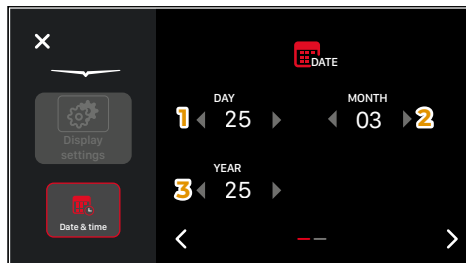 DATE
DAY
MONTH
1 25
03 2
YEAR
3 25
Display
settings
Date & time